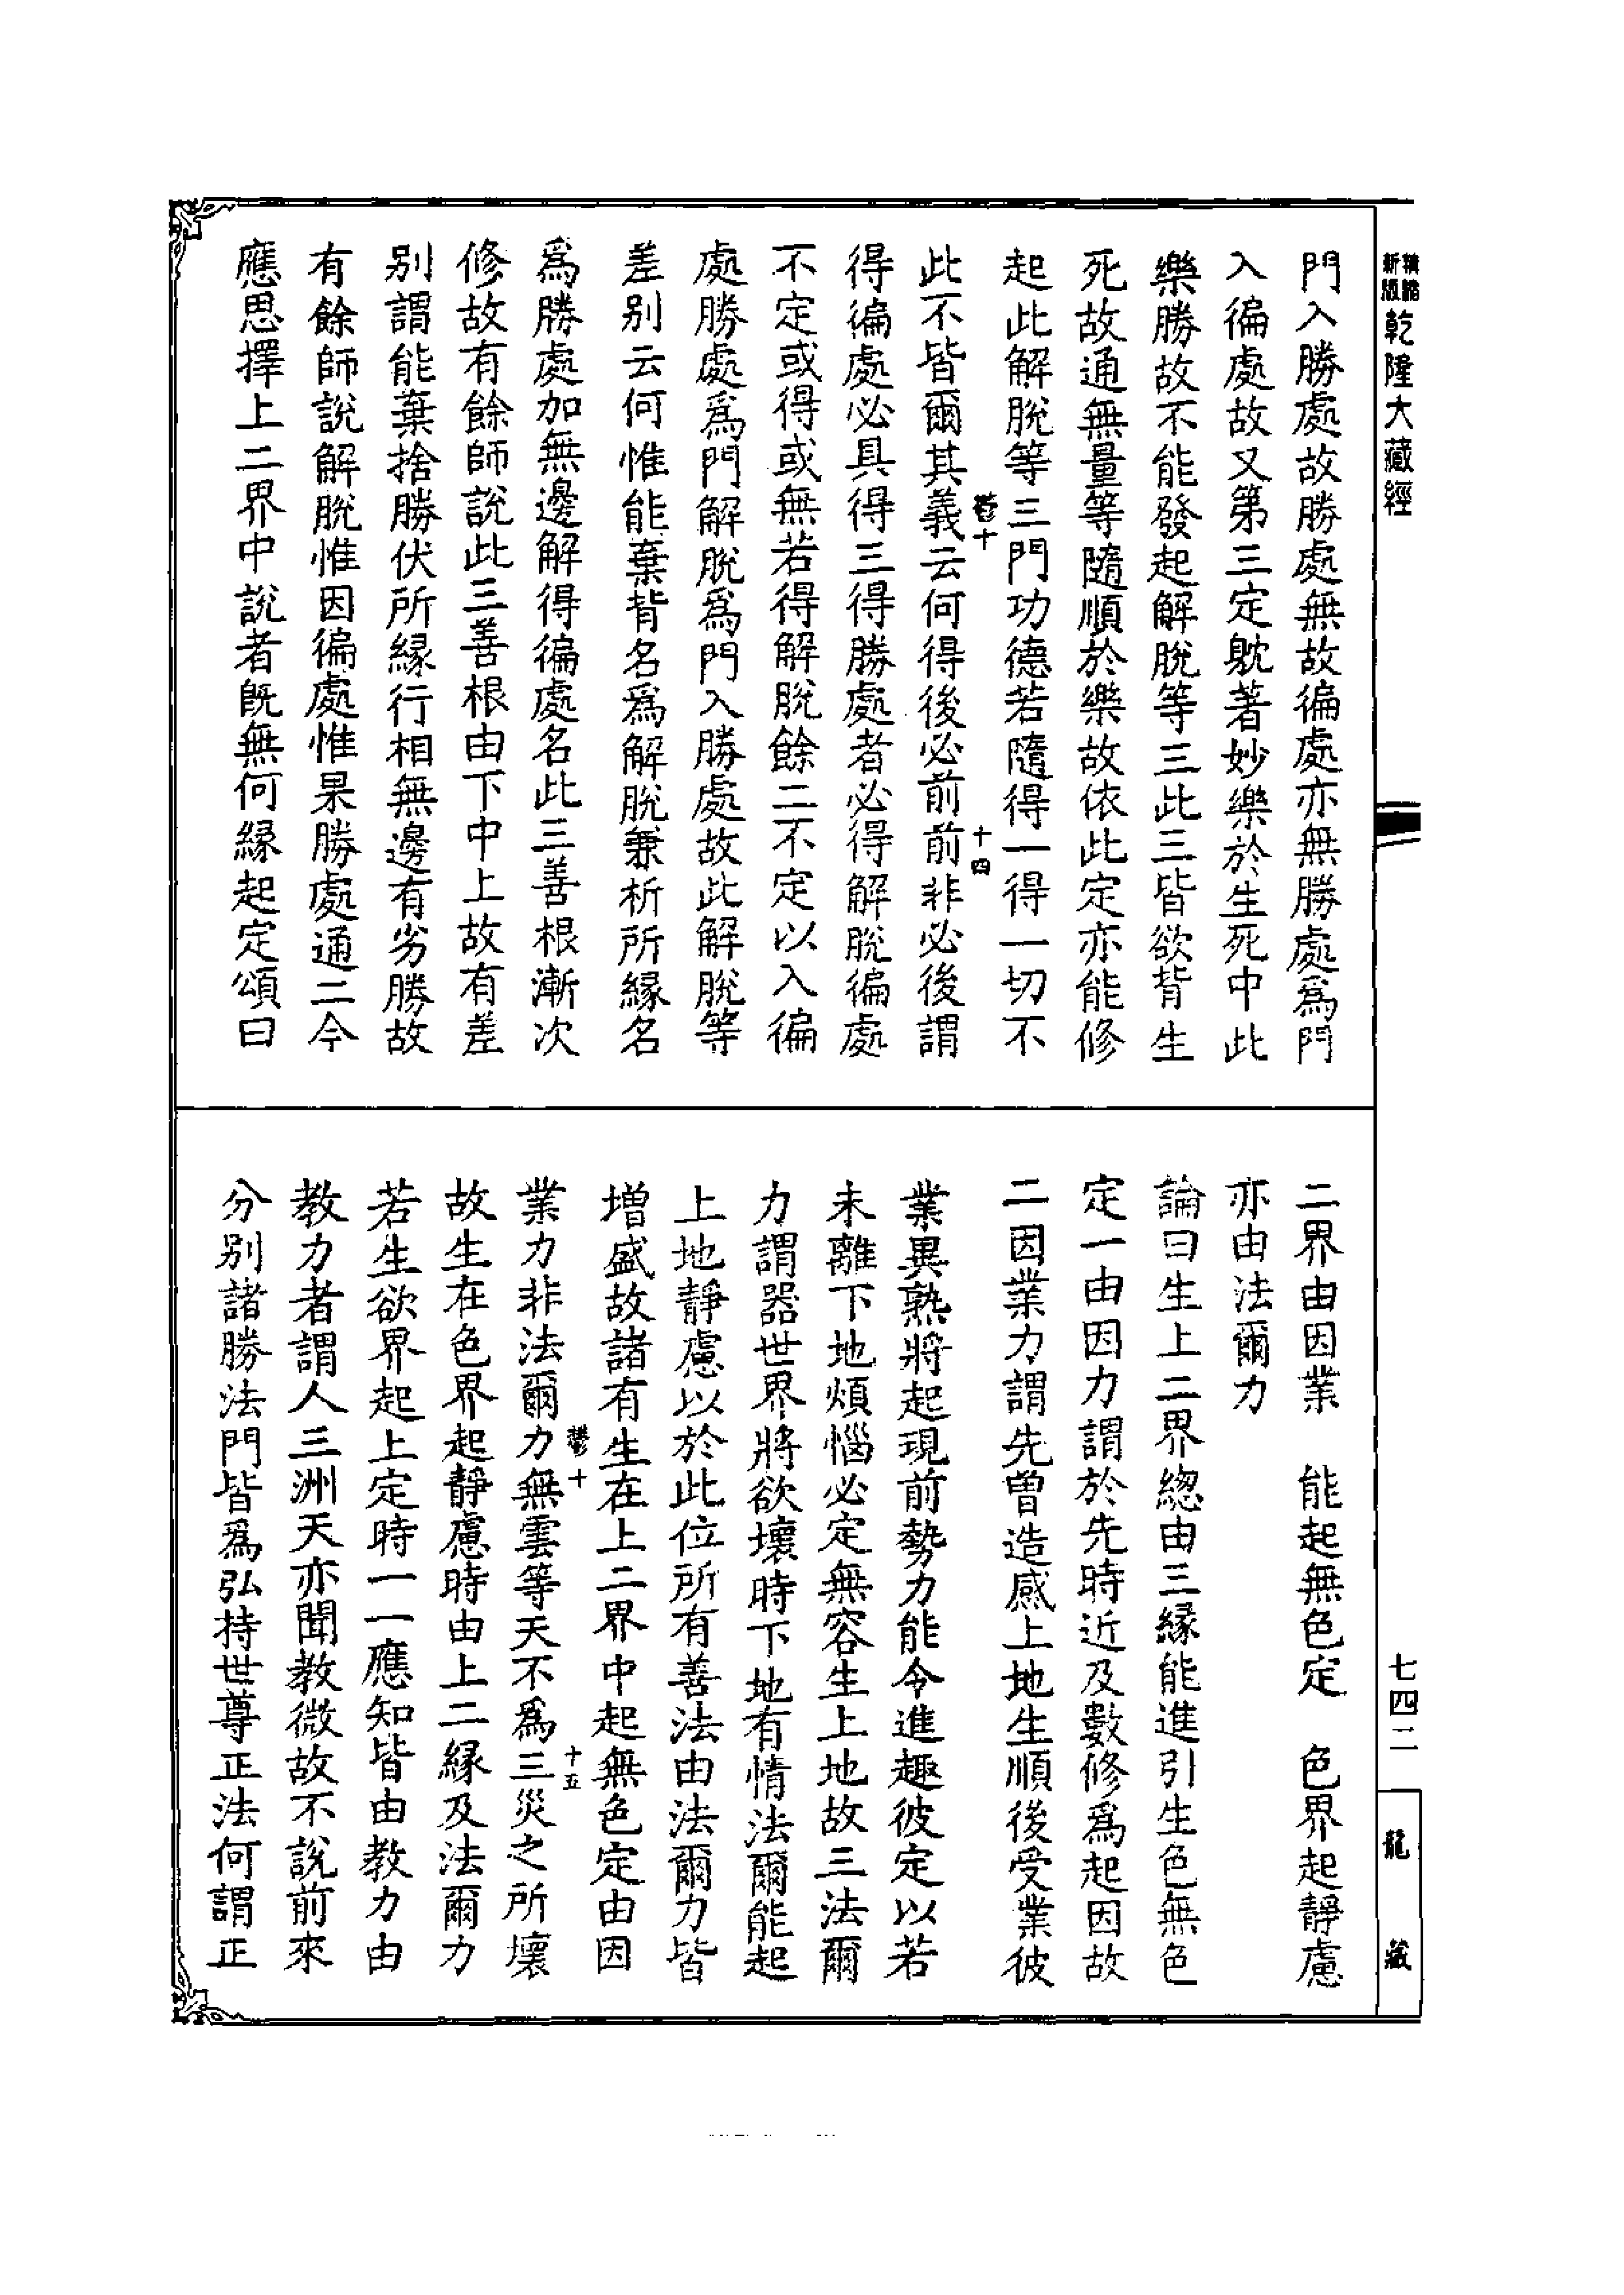 新版
精縮
乾隆大藏經
七四二
龍藏
門入勝處故勝處無故徧處亦無勝處為門
入徧處故又第三定躭著妙樂於生死中此
樂勝故不能發起解脫等三此三皆欲背生
死故通無量等隨順於樂故依此定亦能修
起此解脫等三門功德若隨得一得一切不
鬱十
十四
此不皆爾其義云何得後必前前非必後謂
得徧處必具得三得勝處者必得解脫徧處
不定或得或無若得解脫餘二不定以入徧
處勝處為門解脫為門入勝處故此解脫等
差别云何惟能棄背名為解脫兼析所緣名
為勝處加無邊解得徧處名此三善根漸次
修故有餘師說此三善根由下中上故有差
别謂能棄捨勝伏所緣行相無邊有劣勝故
有餘師說解脫惟因徧處惟果勝處通二今
應思擇上二界中說者既無何緣起定頌曰
二界由因業　能起無色定　色界起靜慮
亦由法爾力
論曰生上二界總由三緣能進引生色無色
定一由因力謂於先時近及數修為起因故
二因業力謂先曾造感上地生順後受業彼
業異熟將起現前勢力能令進趣彼定以若
未離下地煩惱必定無容生上地故三法爾
力謂器世界將欲壞時下地有情法爾能起
上地靜慮以於此位所有善法由法爾力皆
增盛故諸有生在上二界中起無色定由因
鬱十
十五
業力非法爾力無雲等天不為三災之所壞
故生在色界起靜慮時由上二緣及法爾力
若生欲界起上定時一一應知皆由教力由
教力者謂人三洲天亦聞教微故不說前來
分别諸勝法門皆為弘持世尊正法何謂正